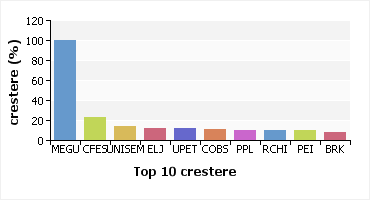 120
100
80
60
40
20
0
crestere (%)
MEGU CFES UNISEM ELJ UPET COBS PPL RCHI PEI BRK
Top 10 crestere